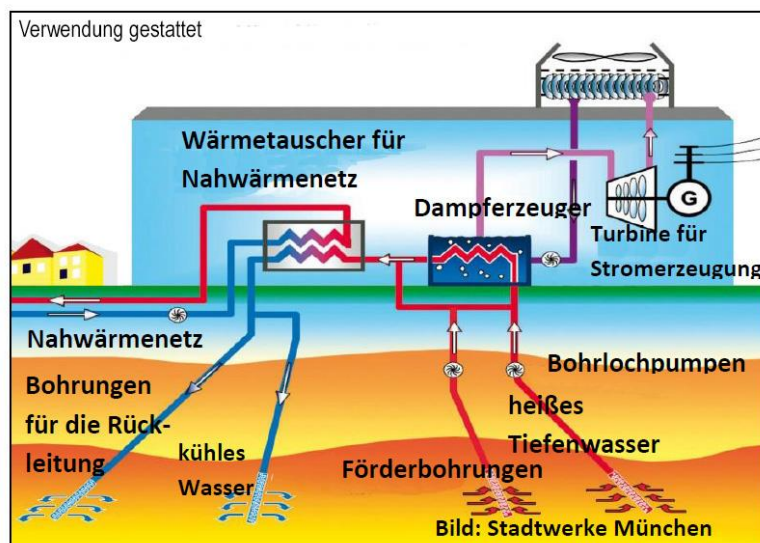 Verwendung gestattet
Wärmetauscher für
Nahwärmenetz
Dampferzeuger
G
Turbine für
Stromerzeugung
Nahwärmenetz
Bohrlochpumpen
Bohrungen
für die Rück-
leitung
heißes
Tiefenwasser
kühles
Wasser
Förderbohrungen
Bild: Stadtwerke München